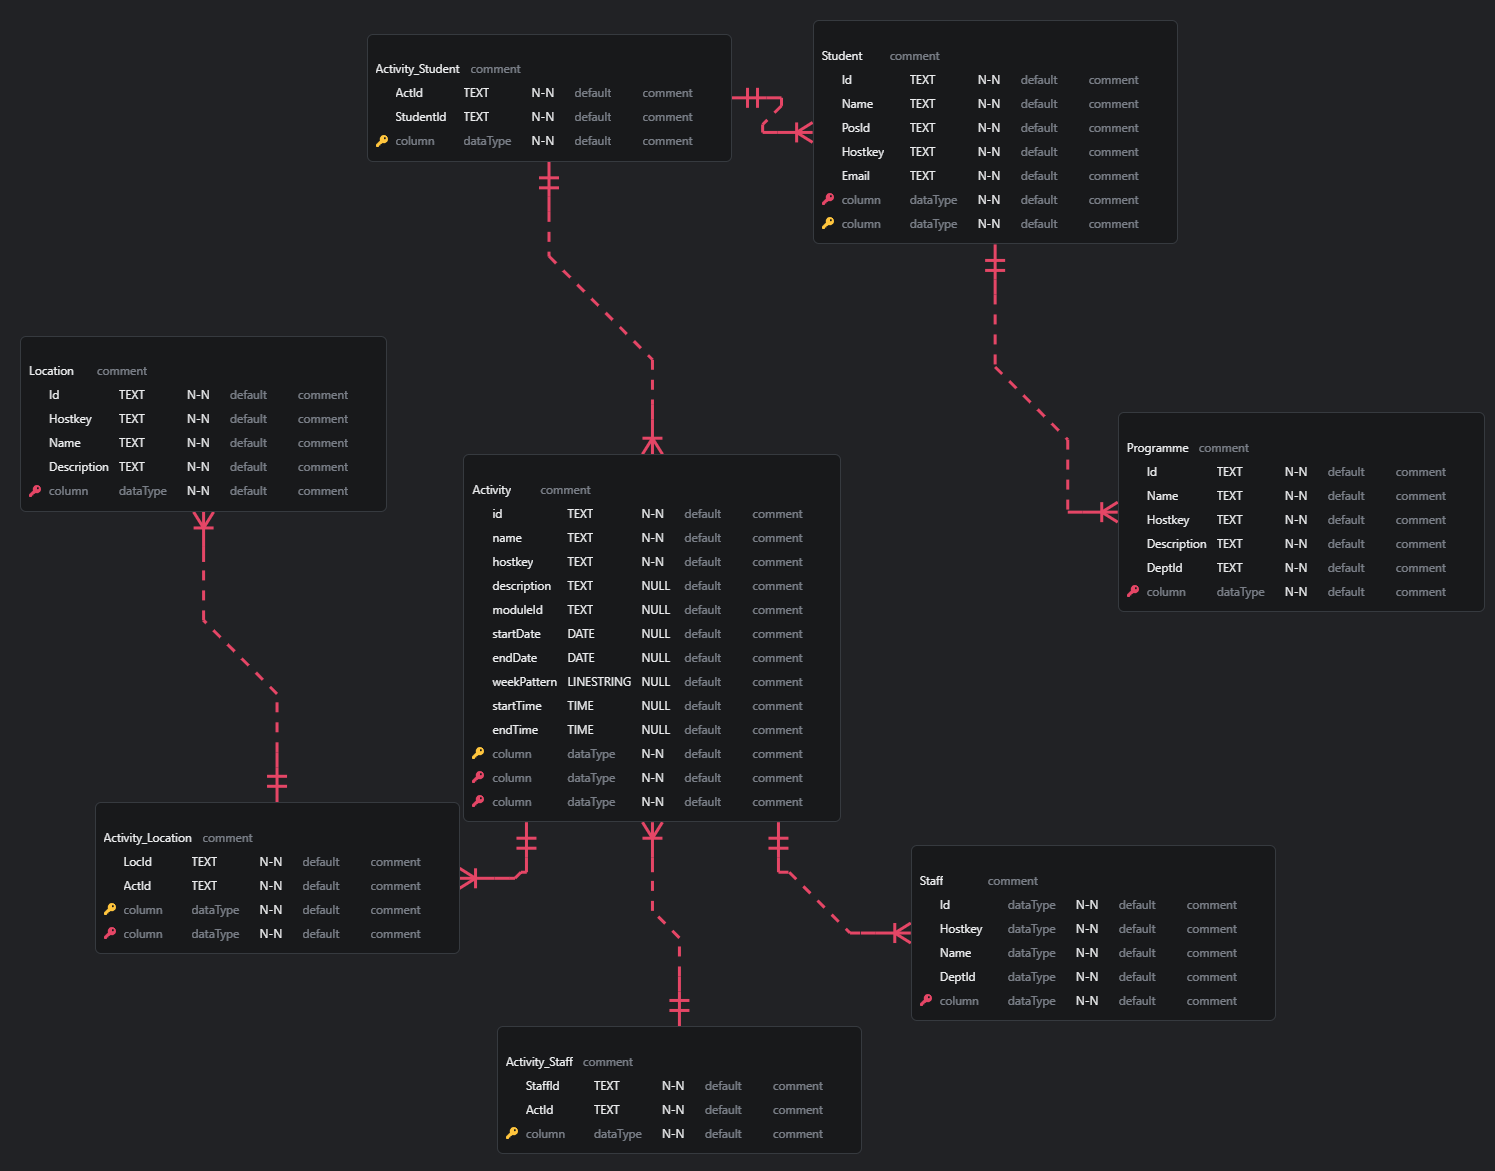 Activity_Student comment
ActId TEXT N-N default comment
StudentId TEXT N-N default comment
column dataType N-N default comment
Student comment
Id TEXT N-N default comment
Name TEXT N-N default comment
PosId TEXT N-N default comment
Hostkey TEXT N-N default comment
Email TEXT N-N default comment
column dataType N-N default comment
column dataType N-N default comment
Location comment
Id TEXT N-N default comment
Hostkey TEXT N-N default comment
Name TEXT N-N default comment
Description TEXT N-N default comment
column dataType N-N default comment
Programme comment
Id TEXT N-N default comment
Name TEXT N-N default comment
Hostkey TEXT N-N default comment
Description TEXT N-N default comment
DeptId TEXT N-N default comment
column dataType N-N default comment
Activity comment
id TEXT N-N default comment
name TEXT N-N default comment
hostkey TEXT N-N default comment
description TEXT NULL default comment
moduleId TEXT NULL default comment
startDate DATE NULL default comment
endDate DATE NULL default comment
weekPattern LINESTRING NULL default comment
startTime TIME NULL default comment
endTime TIME NULL default comment
column dataType N-N default comment
column dataType N-N default comment
column dataType N-N default comment
Activity_Location comment
LocId TEXT N-N default comment
ActId TEXT N-N default comment
column dataType N-N default comment
column dataType N-N default comment
Staff comment
Id dataType N-N default comment
Hostkey dataType N-N default comment
Name dataType N-N default comment
DeptId dataType N-N default comment
column dataType N-N default comment
Activity_Staff comment
StaffId TEXT N-N default comment
ActId TEXT N-N default comment
column dataType N-N default comment